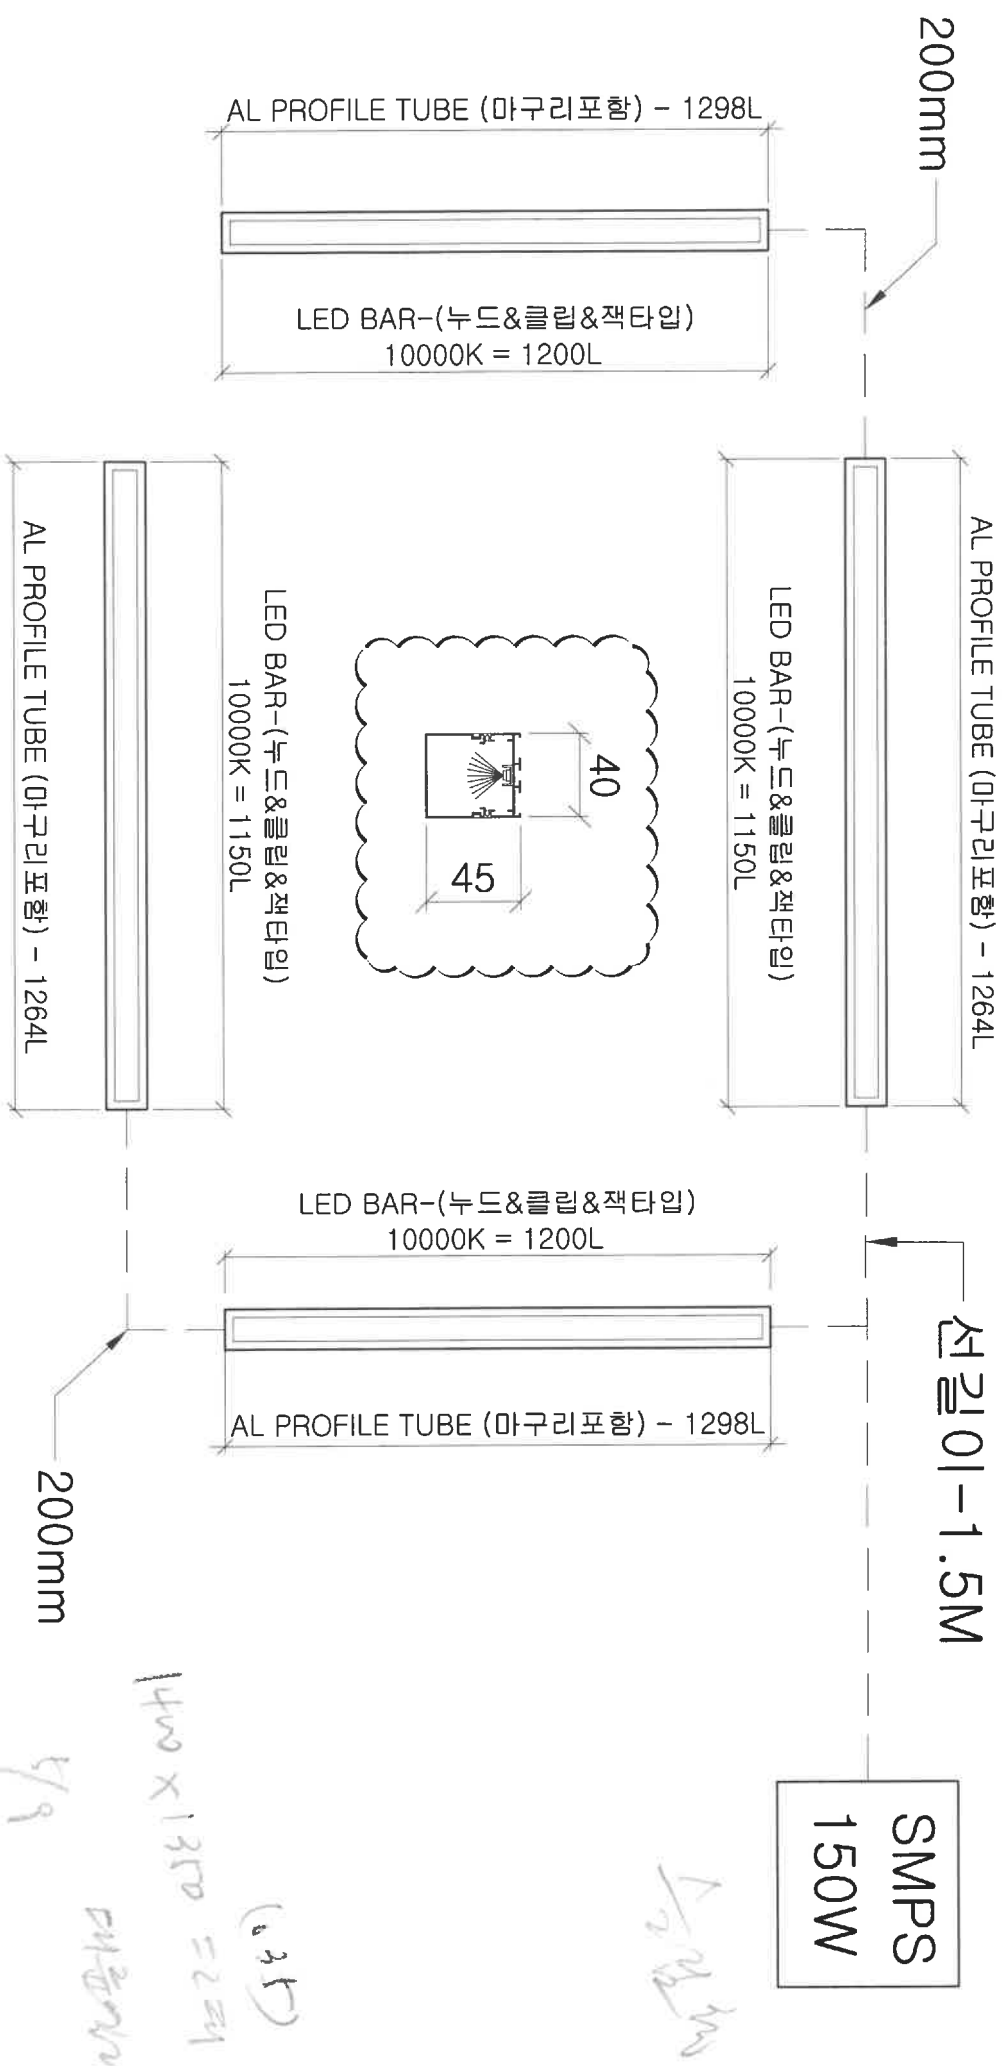 200mm
AL PROFILE TUBE (마구리포함) - 1298L
LED BAR-(누드&클립&잭타입)
10000K = 1200L
AL PROFILE TUBE (마구리포함) - 1264L
LED BAR-(누드&클립&잭타입)
10000K = 1150L
40
45
LED BAR-(누드&클립&잭타입)
10000K = 1150L
AL PROFILE TUBE (마구리포함) - 1264L
LED BAR-(누드&클립&잭타입)
10000K = 1200L
AL PROFILE TUBE (마구리포함) - 1298L
선길이-1.5M
200mm
SMPS
150W